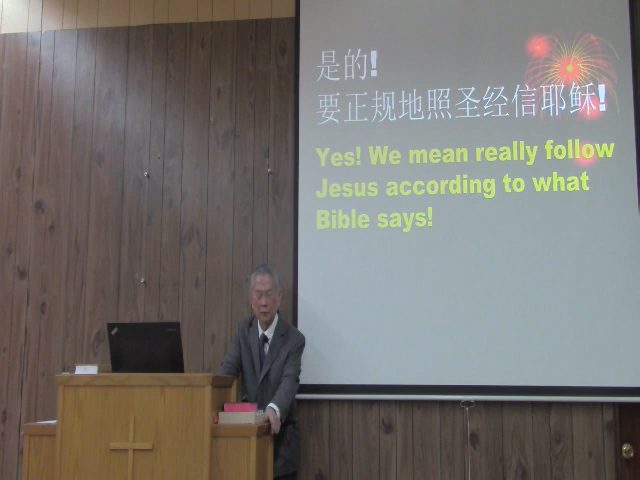 是的!
要正规地照圣经信耶稣!
Yes! We mean really follow
Jesus according to what
Bible says!